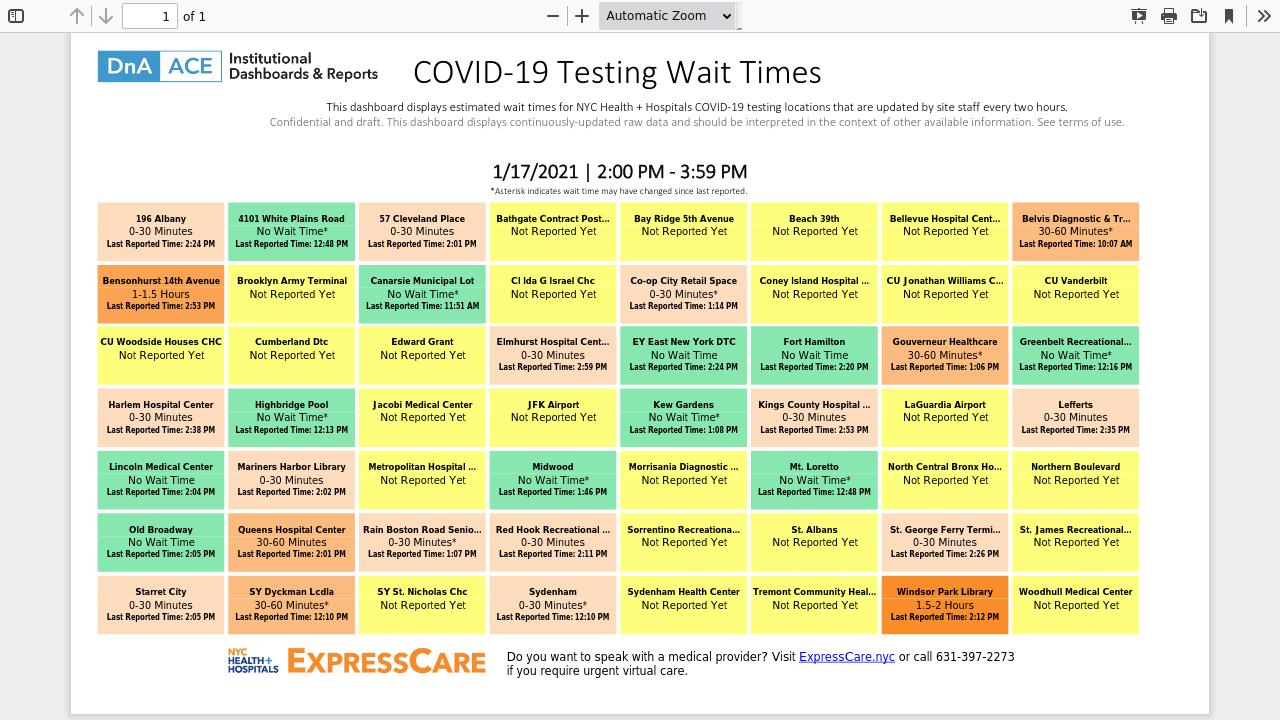 1 of 1 Automatic Zoom
DnA ACE Institutional Dashboards & Reports
COVID-19 Testing Wait Times
This dashboard displays estimated wait times for NYC Health + Hospitals COVID-19 testing locations that are updated by site staff every two hours.
Confidential and draft. This dashboard displays continuously-updated raw data and should be interpreted in the context of other available information. See terms of use.
1/17/2021 | 2:00 PM - 3:59 PM
*Asterisk indicates wait time may have changed since last reported.
196 Albany
0-30 Minutes
Last Reported Time: 2:24 PM
4101 White Plains Road
No Wait Time*
Last Reported Time: 12:48 PM
57 Cleveland Place
0-30 Minutes
Last Reported Time: 2:01 PM
Bathgate Contract Post...
Not Reported Yet
Bay Ridge 5th Avenue
Not Reported Yet
Beach 39th
Not Reported Yet
Bellevue Hospital Cent...
Not Reported Yet
Belvis Diagnostic & Tr...
30-60 Minutes*
Last Reported Time: 10:07 AM
Bensonhurst 14th Avenue
1-1.5 Hours
Last Reported Time: 2:53 PM
Brooklyn Army Terminal
Not Reported Yet
Canarsie Municipal Lot
No Wait Time*
Last Reported Time: 11:51 AM
Cl Ida G Israel Chc
Not Reported Yet
Co-op City Retail Space
0-30 Minutes*
Last Reported Time: 1:14 PM
Coney Island Hospital ...
Not Reported Yet
CU Jonathan Williams C...
Not Reported Yet
CU Vanderbilt
Not Reported Yet
CU Woodside Houses CHC
Not Reported Yet
Cumberland Dtc
Not Reported Yet
Edward Grant
Not Reported Yet
Elmhurst Hospital Cent...
0-30 Minutes
Last Reported Time: 2:59 PM
EY East New York DTC
No Wait Time
Last Reported Time: 2:24 PM
Fort Hamilton
No Wait Time
Last Reported Time: 2:20 PM
Gouverneur Healthcare
30-60 Minutes*
Last Reported Time: 1:06 PM
Greenbelt Recreational...
No Wait Time*
Last Reported Time: 12:16 PM
Harlem Hospital Center
0-30 Minutes
Last Reported Time: 2:38 PM
Highbridge Pool
No Wait Time*
Last Reported Time: 12:13 PM
Jacobi Medical Center
Not Reported Yet
JFK Airport
Not Reported Yet
Kew Gardens
No Wait Time*
Last Reported Time: 1:08 PM
Kings County Hospital ...
0-30 Minutes
Last Reported Time: 2:53 PM
LaGuardia Airport
Not Reported Yet
Lefferts
0-30 Minutes
Last Reported Time: 2:35 PM
Lincoln Medical Center
No Wait Time
Last Reported Time: 2:04 PM
Mariners Harbor Library
0-30 Minutes
Last Reported Time: 2:02 PM
Metropolitan Hospital ...
Not Reported Yet
Midwood
No Wait Time*
Last Reported Time: 1:46 PM
Morrisania Diagnostic ...
Not Reported Yet
Mt. Loretto
No Wait Time*
Last Reported Time: 12:48 PM
North Central Bronx Ho...
Not Reported Yet
Northern Boulevard
Not Reported Yet
Old Broadway
No Wait Time
Last Reported Time: 2:05 PM
Queens Hospital Center
30-60 Minutes
Last Reported Time: 2:01 PM
Rain Boston Road Senio...
0-30 Minutes*
Last Reported Time: 1:07 PM
Red Hook Recreational ...
0-30 Minutes
Last Reported Time: 2:11 PM
Sorrentino Recreationa...
Not Reported Yet
St. Albans
Not Reported Yet
St. George Ferry Termi...
0-30 Minutes
Last Reported Time: 2:26 PM
St. James Recreational...
Not Reported Yet
Starret City
0-30 Minutes
Last Reported Time: 2:05 PM
SY Dyckman Lcdla
30-60 Minutes*
Last Reported Time: 12:10 PM
SY St. Nicholas Chc
Not Reported Yet
Sydenham
0-30 Minutes*
Last Reported Time: 12:10 PM
Sydenham Health Center
Not Reported Yet
Tremont Community Heal...
Not Reported Yet
Windsor Park Library
1.5-2 Hours
Last Reported Time: 2:12 PM
Woodhull Medical Center
Not Reported Yet
NYC
HEALTH+
HOSPITALS
EXPRESSCARE
Do you want to speak with a medical provider? Visit ExpressCare.nyc or call 631-397-2273
if you require urgent virtual care.